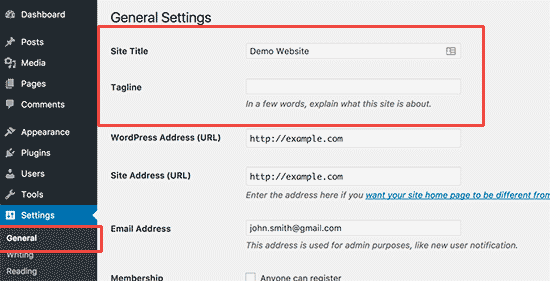 Dashboard
Posts
Media
Pages
Comments
Appearance
Plugins
Users
Tools
Settings
General
Writing
Reading
General Settings
Site Title
Demo Website
Tagline
In a few words, explain what this site is about.
WordPress Address (URL)
http://example.com
Site Address (URL)
http://example.com
Enter the address here if you want your site home page to be different from
Email Address
john.smith@gmail.com
This address is used for admin purposes, like new user notification.
Membership
Anyone can register